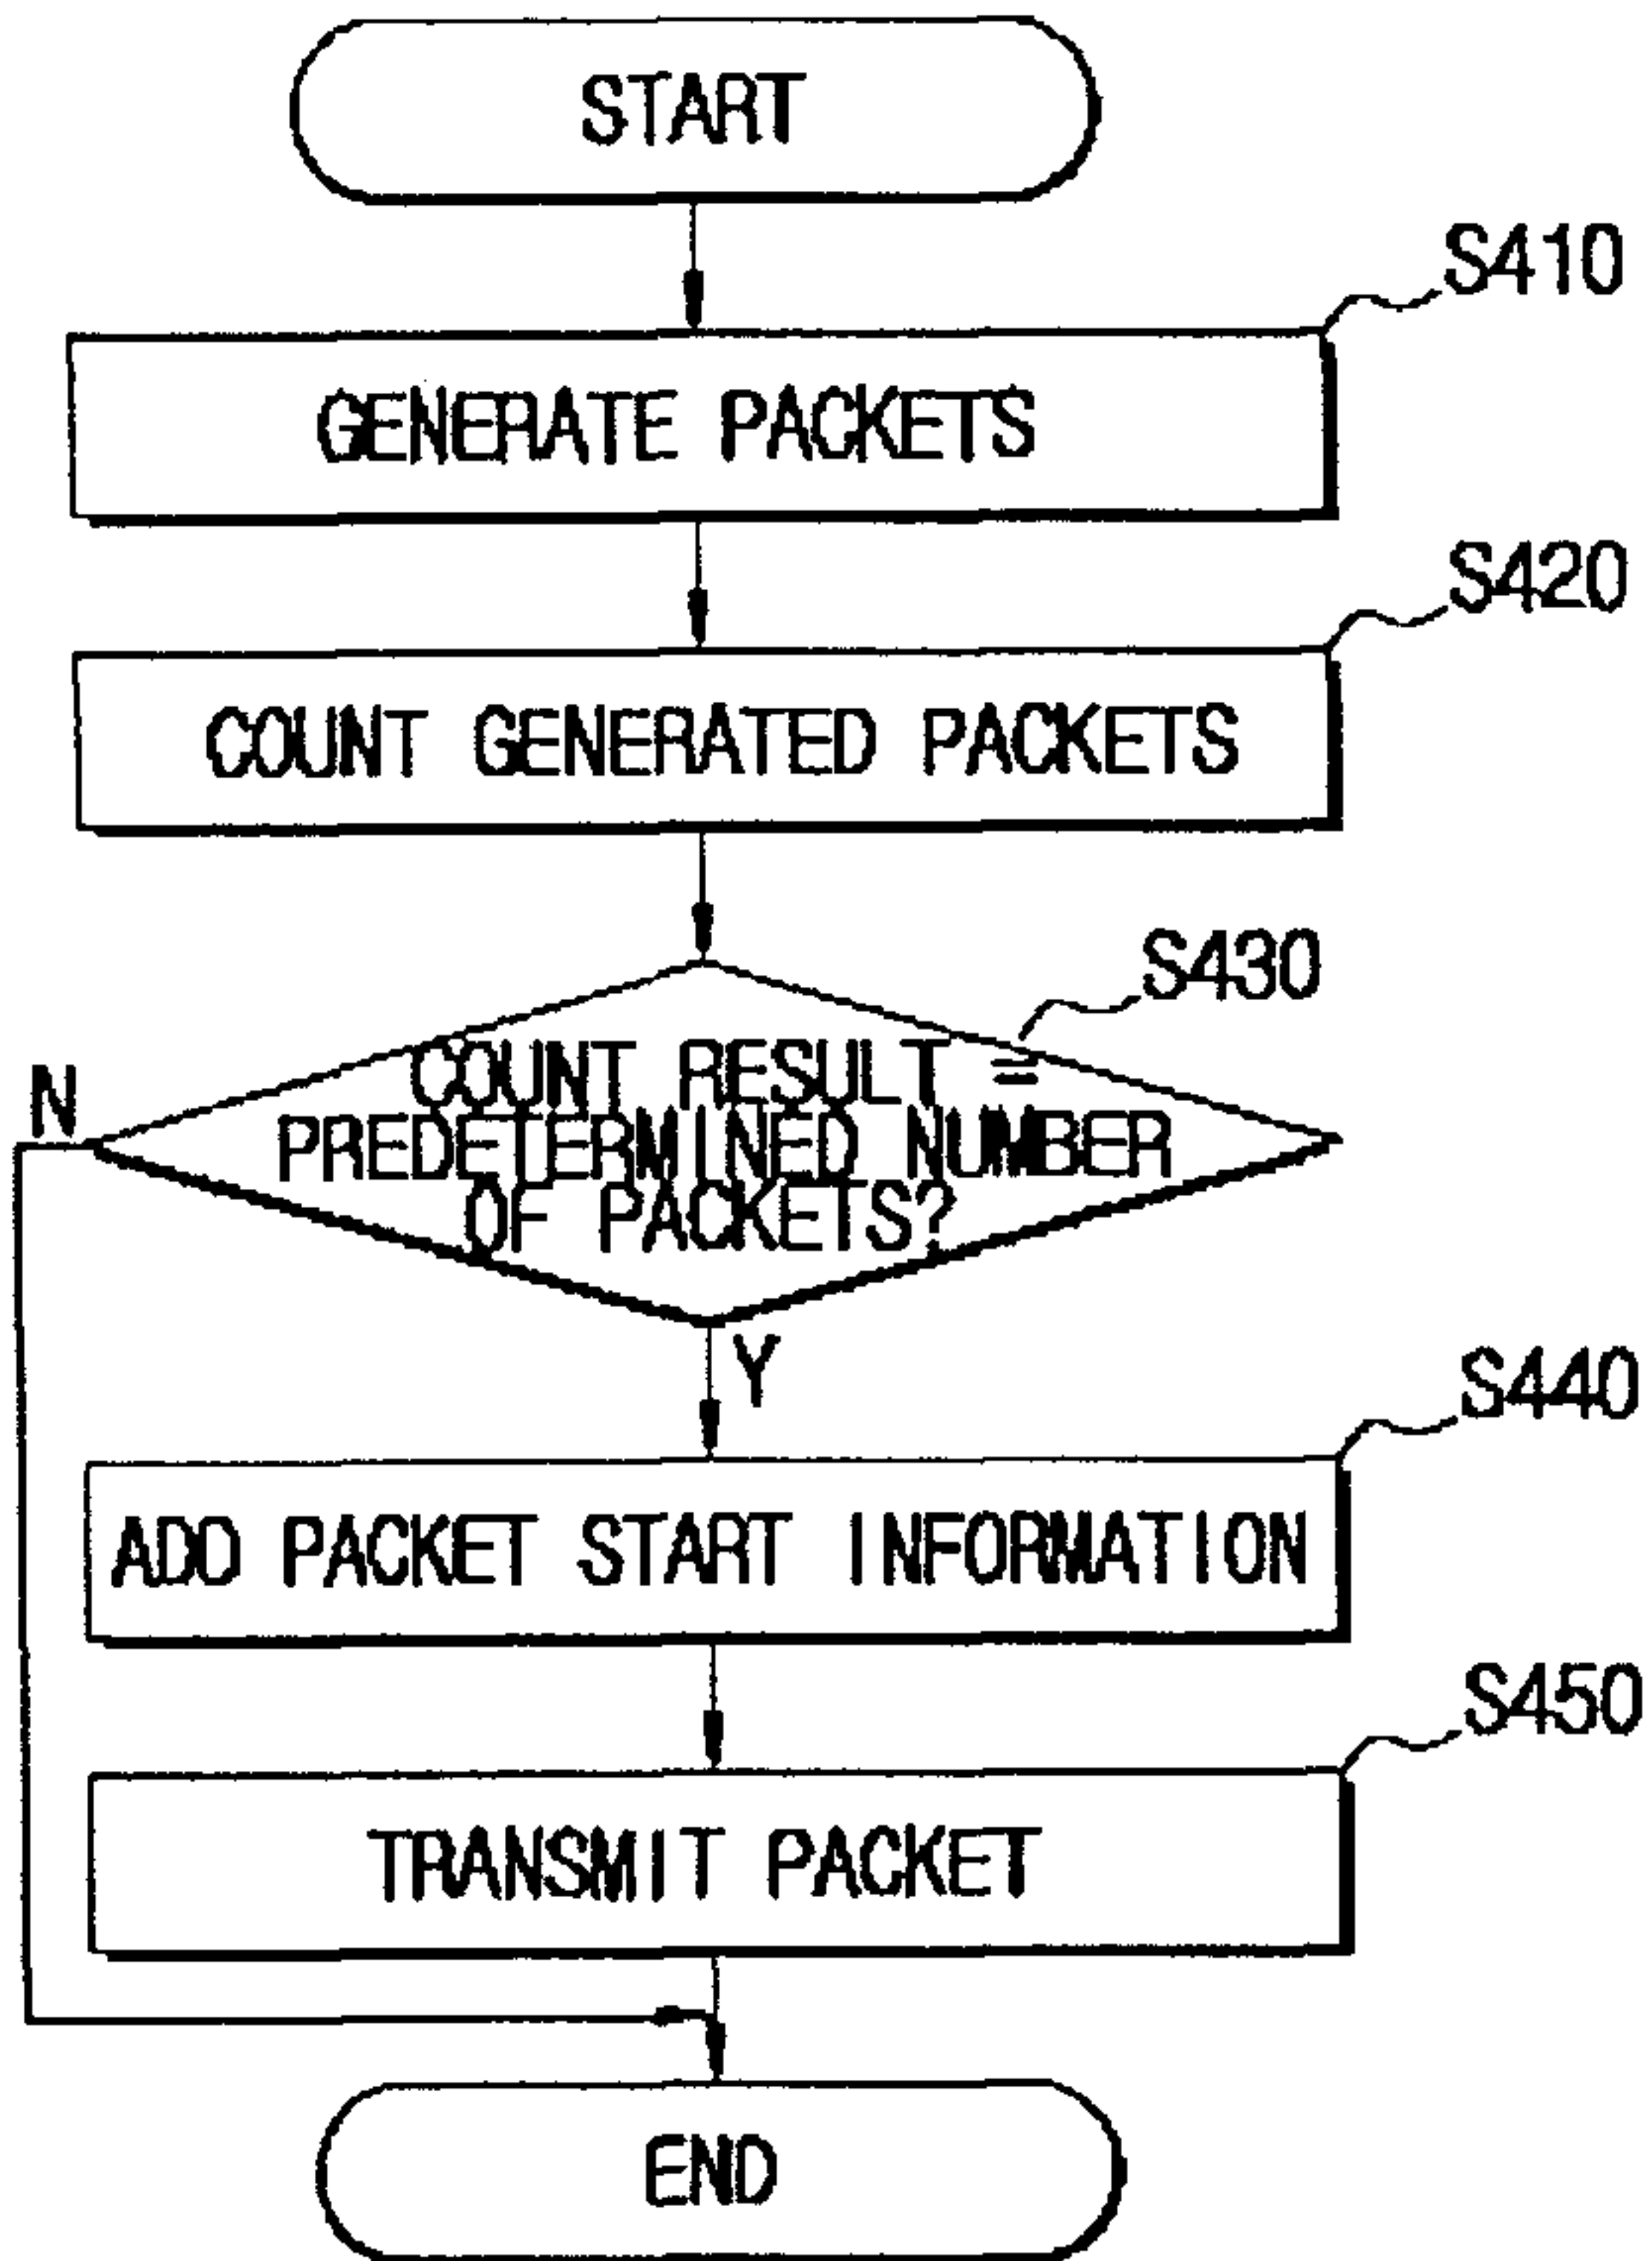 START
S410
GENERATE PACKETS
S420
COUNT GENERATED PACKETS
S430
COUNT RESULT =
PREDETERMINED NUMBER
OF PACKETS?
N
Y
S440
ADD PACKET START INFORMATION
S450
TRANSMIT PACKET
END